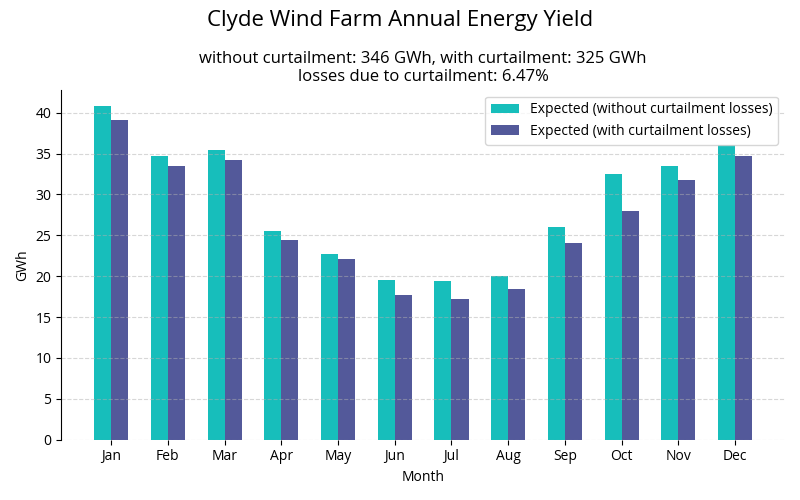 Clyde Wind Farm Annual Energy Yield
without curtailment: 346 GWh, with curtailment: 325 GWh
losses due to curtailment: 6.47%
Expected (without curtailment losses)
Expected (with curtailment losses)
GWh
40
35
30
25
20
15
10
5
0
Jan Feb Mar Apr May Jun Jul Aug Sep Oct Nov Dec
Month